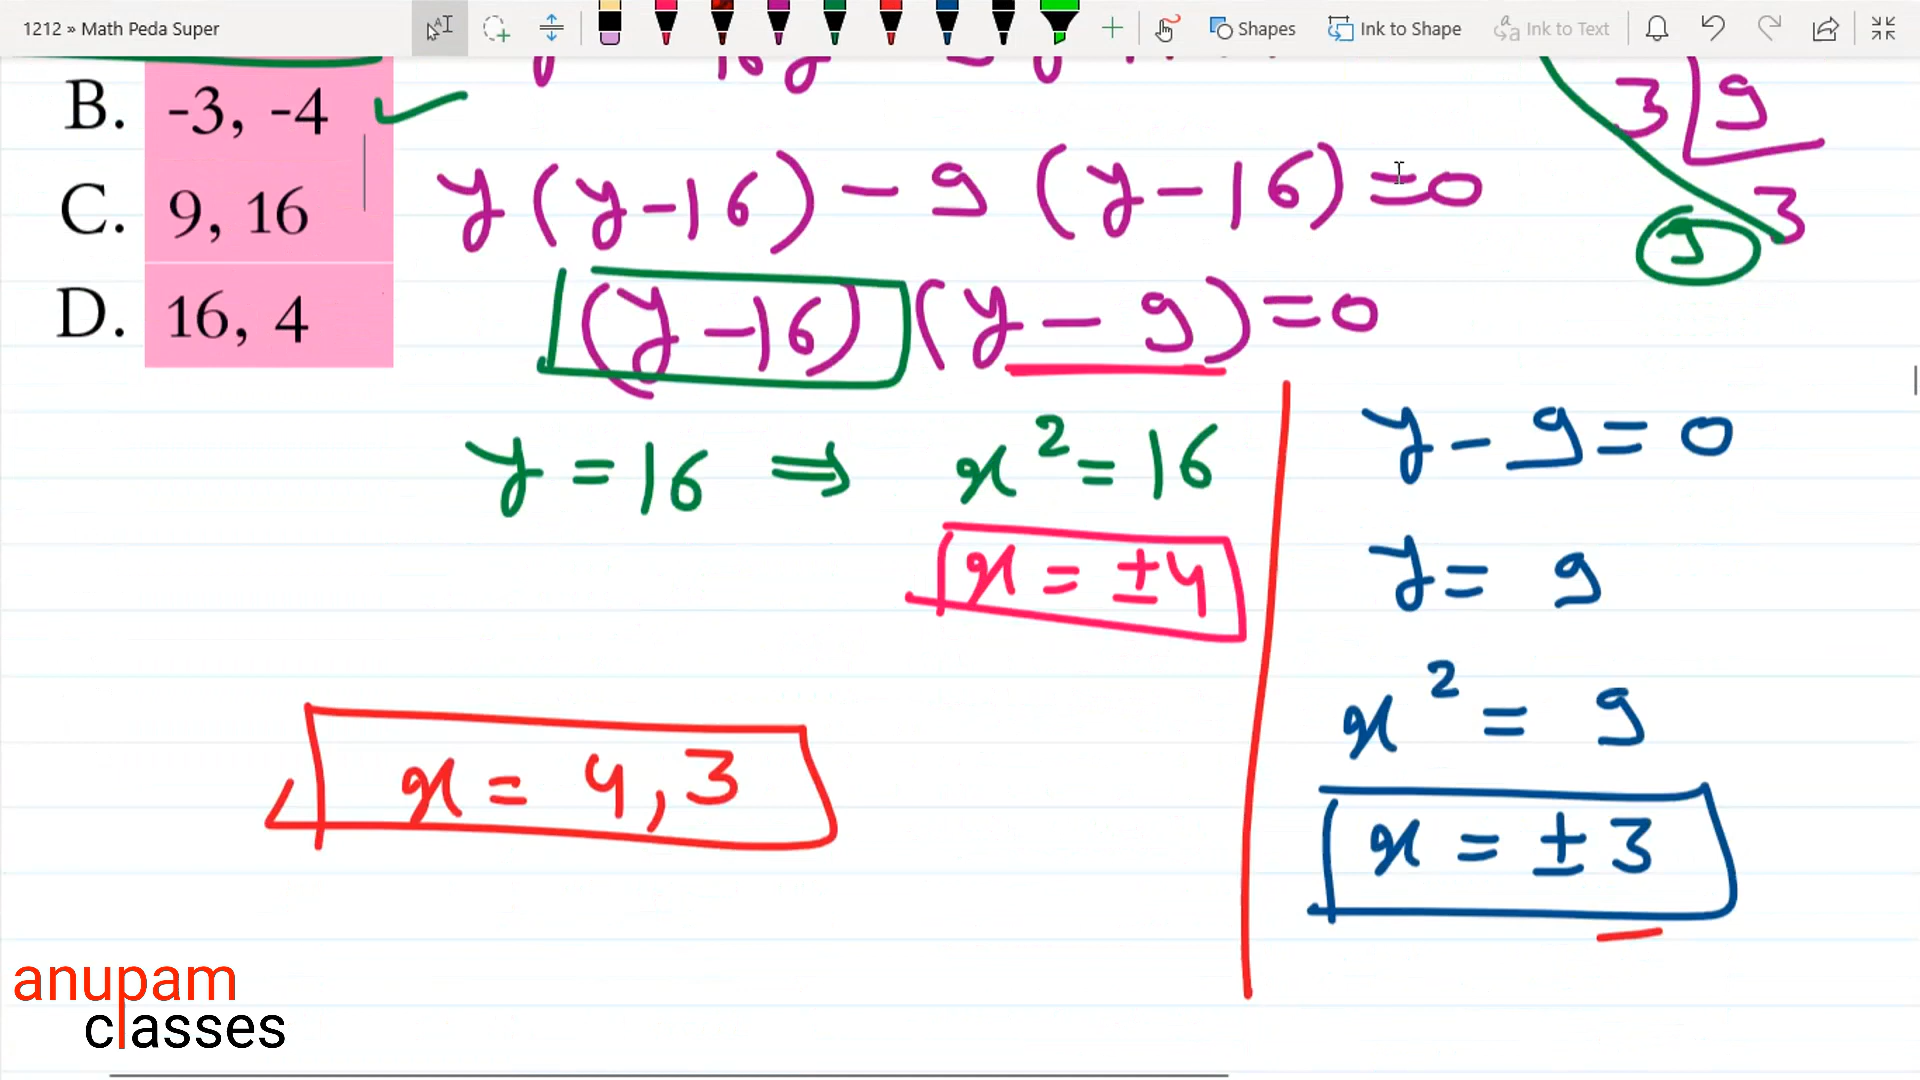 1212 » Math Peda Super
Shapes
Ink to Shape
Ink to Text
B. -3, -4
C. 9, 16
D. 16, 4
3 9
3
9
y(y-16) - 9(y-16) = 0
(y-16)(y-9) = 0
y = 16 ⇒ x² = 16
x = ±4
y - 9 = 0
y = 9
x² = 9
x = ±3
x = 4, 3
anupam
classes